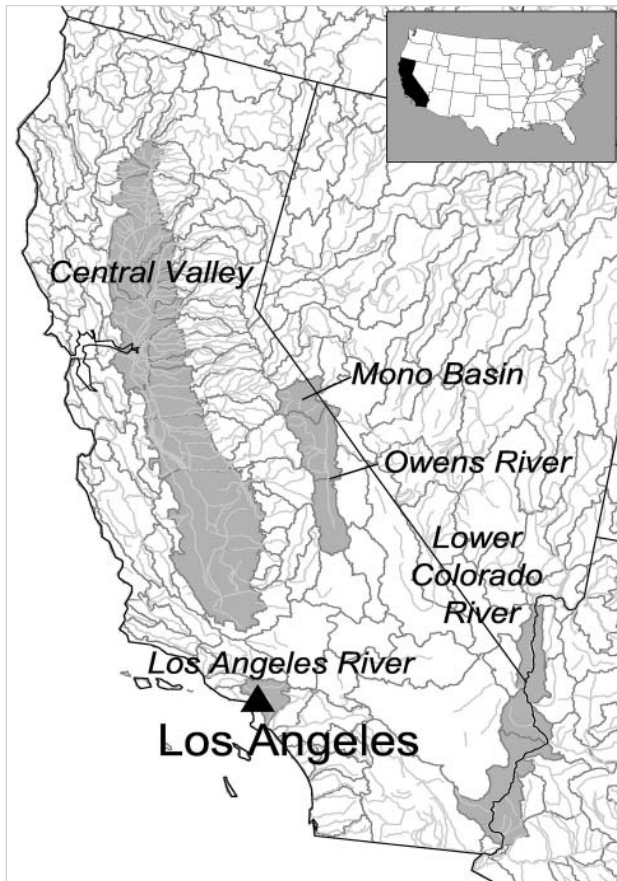 Central Valley
Mono Basin
Owens River
Lower
Colorado
River
Los Angeles River
Los Angeles